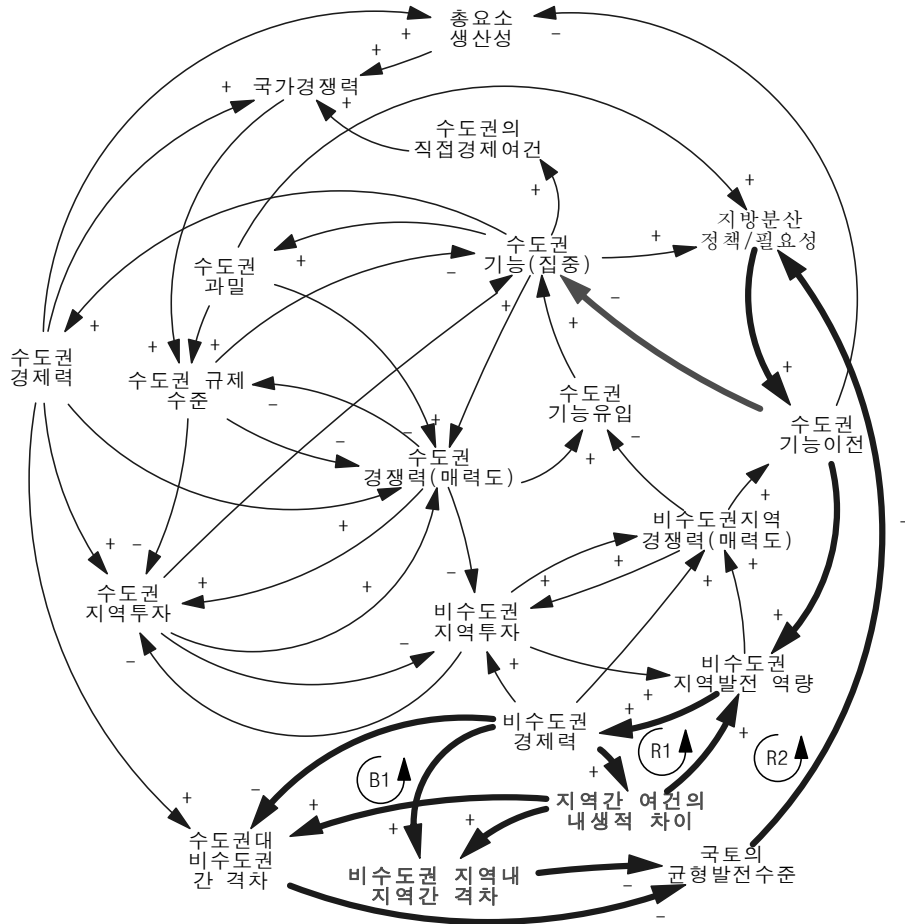 총요소
생산성
국가경쟁력
수도권의
직접경제여건
지방분산
정책/필요성
수도권
기능(집중)
수도권
과밀
수도권
경제력
수도권 규제
수준
수도권
기능유입
수도권
기능이전
수도권
경쟁력(매력도)
비수도권지역
경쟁력(매력도)
수도권
지역투자
비수도권
지역투자
비수도권
지역발전 역량
비수도권
경제력
R1
R2
B1
지역간 여건의
내생적 차이
수도권대
비수도권
간 격차
비수도권 지역내
지역간 격차
국토의
균형발전수준